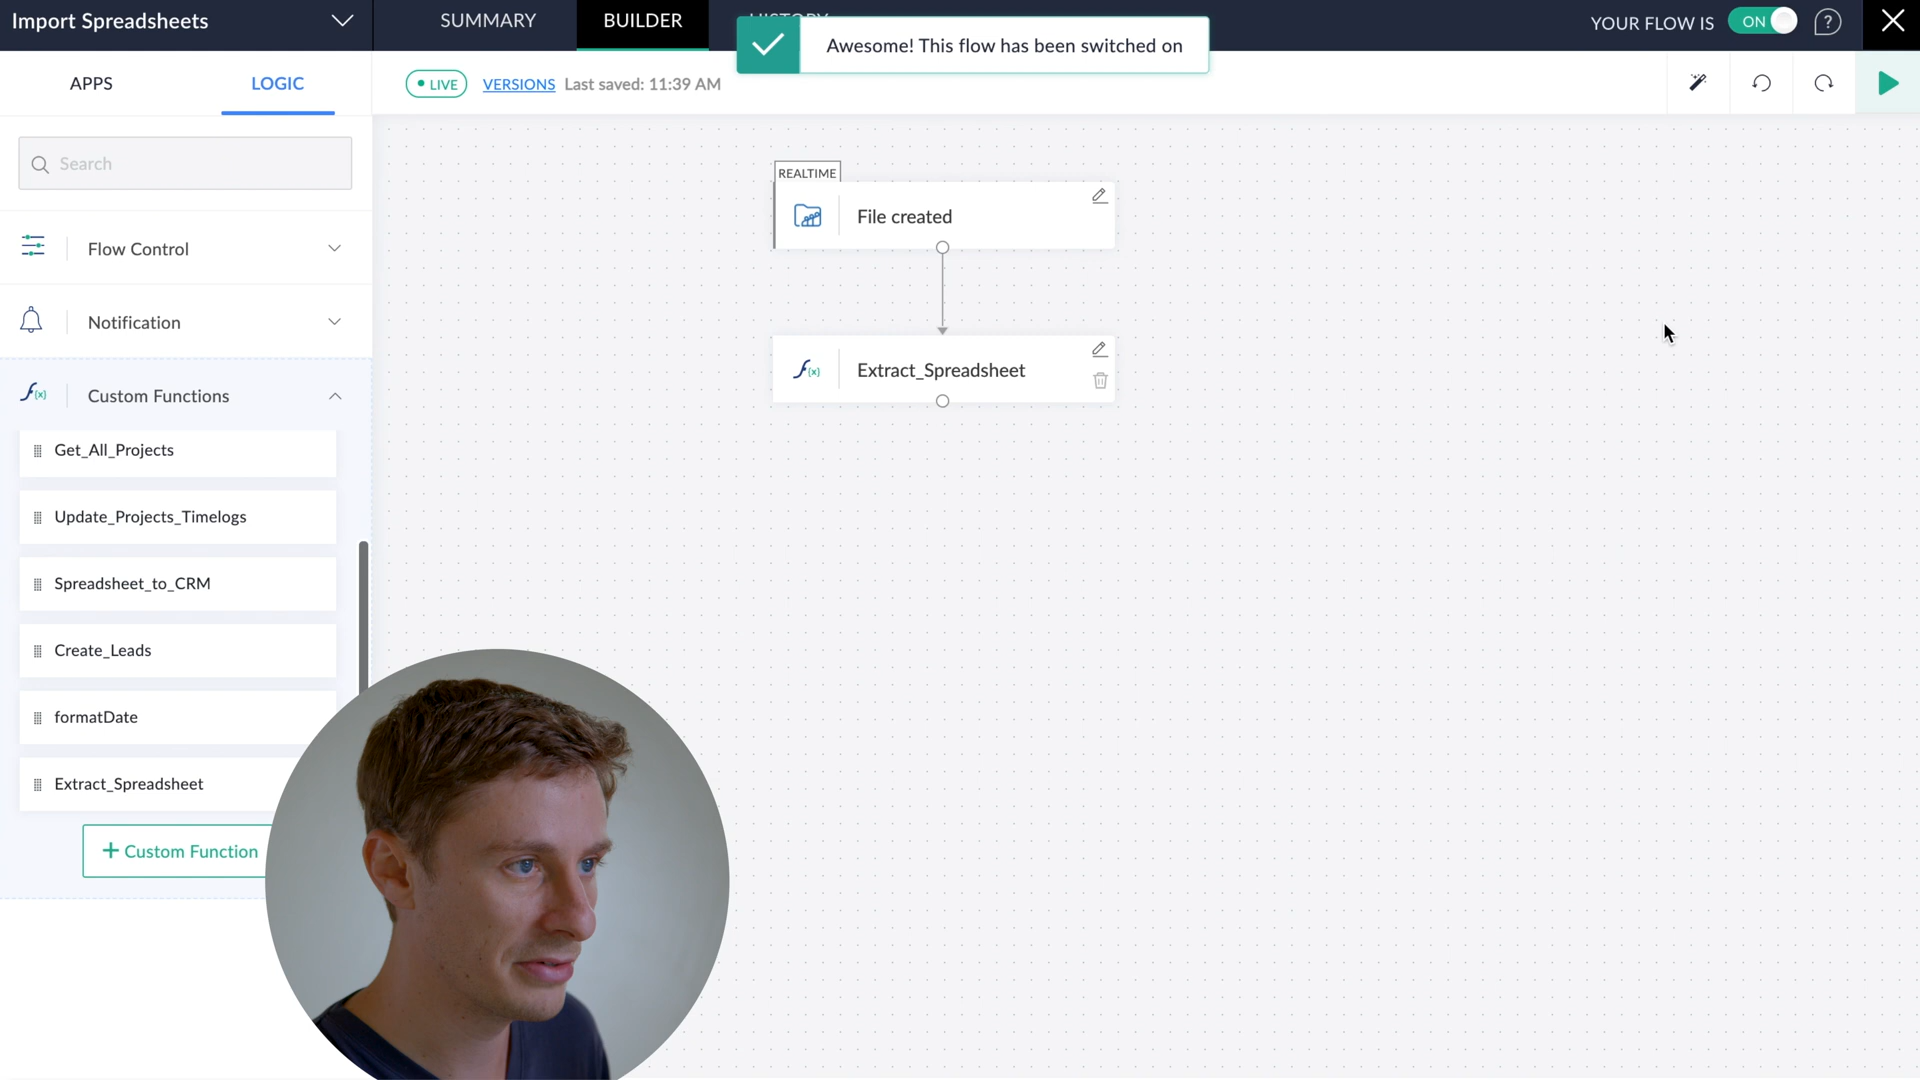 Import Spreadsheets
SUMMARY
BUILDER
HISTORY
YOUR FLOW IS
ON
?
Awesome! This flow has been switched on
APPS
LOGIC
LIVE
VERSIONS
Last saved: 11:39 AM
Search
Flow Control
Notification
f(x)
Custom Functions
Get_All_Projects
Update_Projects_Timelogs
Spreadsheet_to_CRM
Create_Leads
formatDate
Extract_Spreadsheet
+ Custom Function
REALTIME
File created
f(x)
Extract_Spreadsheet